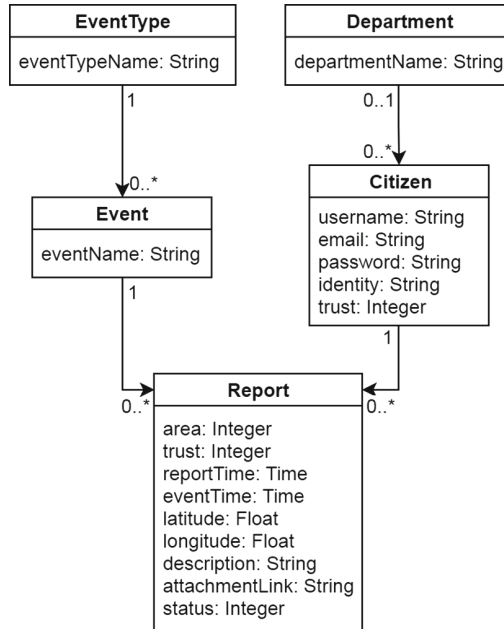 EventType
eventTypeName: String
Department
departmentName: String
1
0..1
0..*
0..*
Event
eventName: String
Citizen
username: String
email: String
password: String
identity: String
trust: Integer
1
1
0..*
0..*
Report
area: Integer
trust: Integer
reportTime: Time
eventTime: Time
latitude: Float
longitude: Float
description: String
attachmentLink: String
status: Integer